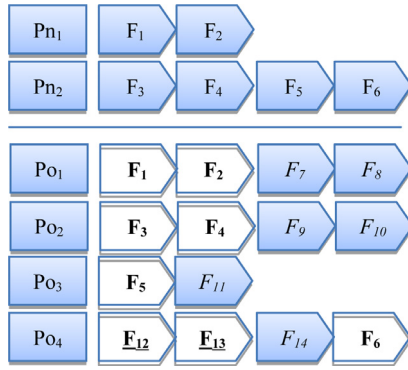 Pn1 F1 F2
Pn2 F3 F4 F5 F6
Po1 F1 F2 F7 F8
Po2 F3 F4 F9 F10
Po3 F5 F11
Po4 F12 F13 F14 F6